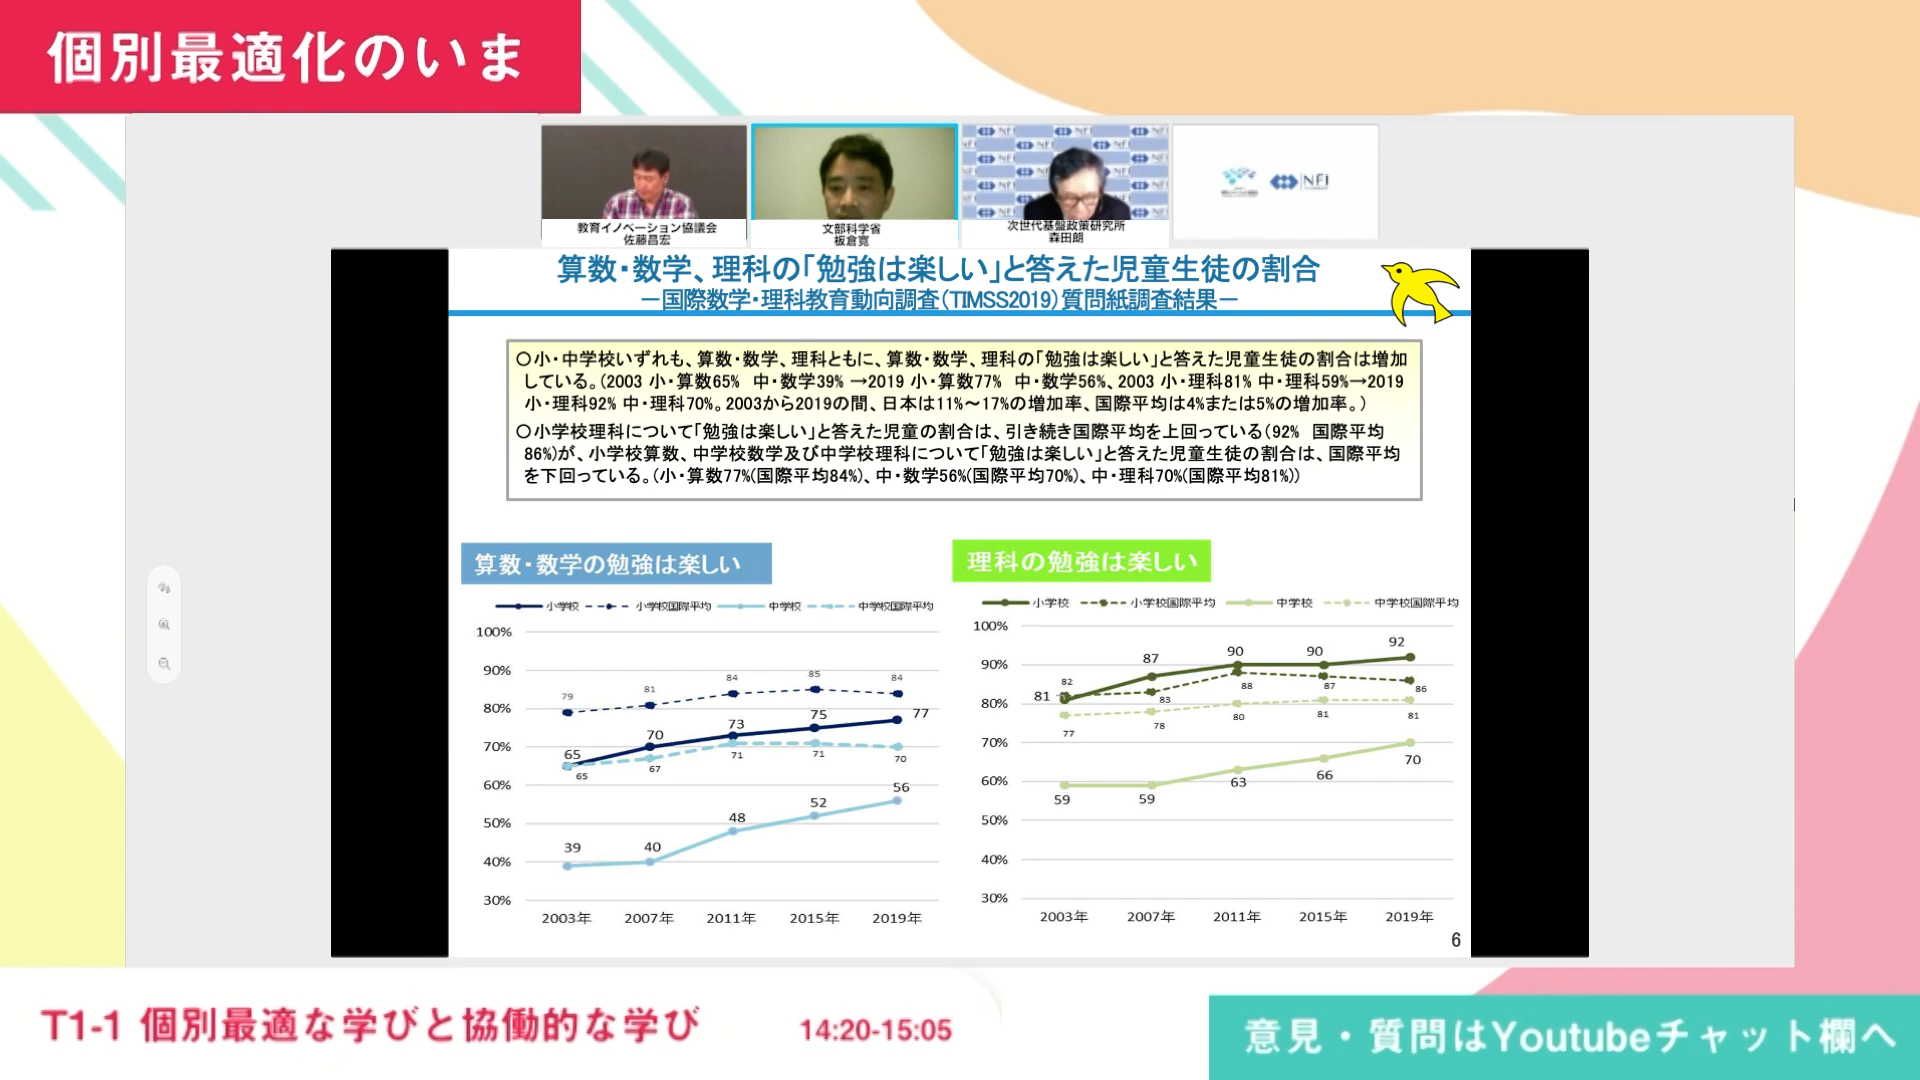 個別最適化のいま
NFI
教育イノベーション協議会
佐藤昌宏
文部科学省
板倉寛
次世代基盤政策研究所
森田朗
算数・数学、理科の「勉強は楽しい」と答えた児童生徒の割合
－国際数学・理科教育動向調査（TIMSS2019）質問紙調査結果－
〇小・中学校いずれも、算数・数学、理科ともに、算数・数学、理科の「勉強は楽しい」と答えた児童生徒の割合は増加
している。（2003 小・算数65%　中・数学39% →2019 小・算数77%　中・数学56%、2003 小・理科81% 中・理科59%→2019
小・理科92% 中・理科70%。2003から2019の間、日本は11%～17%の増加率、国際平均は4%または5%の増加率。）
〇小学校理科について「勉強は楽しい」と答えた児童の割合は、引き続き国際平均を上回っている（92%　国際平均
86%)が、小学校算数、中学校数学及び中学校理科について「勉強は楽しい」と答えた児童生徒の割合は、国際平均
を下回っている。（小・算数77%(国際平均84%)、中・数学56%(国際平均70%)、中・理科70%(国際平均81%)）
算数・数学の勉強は楽しい
小学校 小学校国際平均 中学校 中学校国際平均
100%
90%
80%
70%
60%
50%
40%
30%
79 81 84 85 84
65 70 73 75 77
65 67 71 71 70
39 40 48 52 56
2003年 2007年 2011年 2015年 2019年
理科の勉強は楽しい
小学校 小学校国際平均 中学校 中学校国際平均
100%
90%
80%
70%
60%
50%
40%
30%
81 87 90 90 92
82 83 88 87 86
77 78 80 81 81
59 59 63 66 70
2003年 2007年 2011年 2015年 2019年
6
T1-1 個別最適な学びと協働的な学び
14:20-15:05
意見・質問はYoutubeチャット欄へ